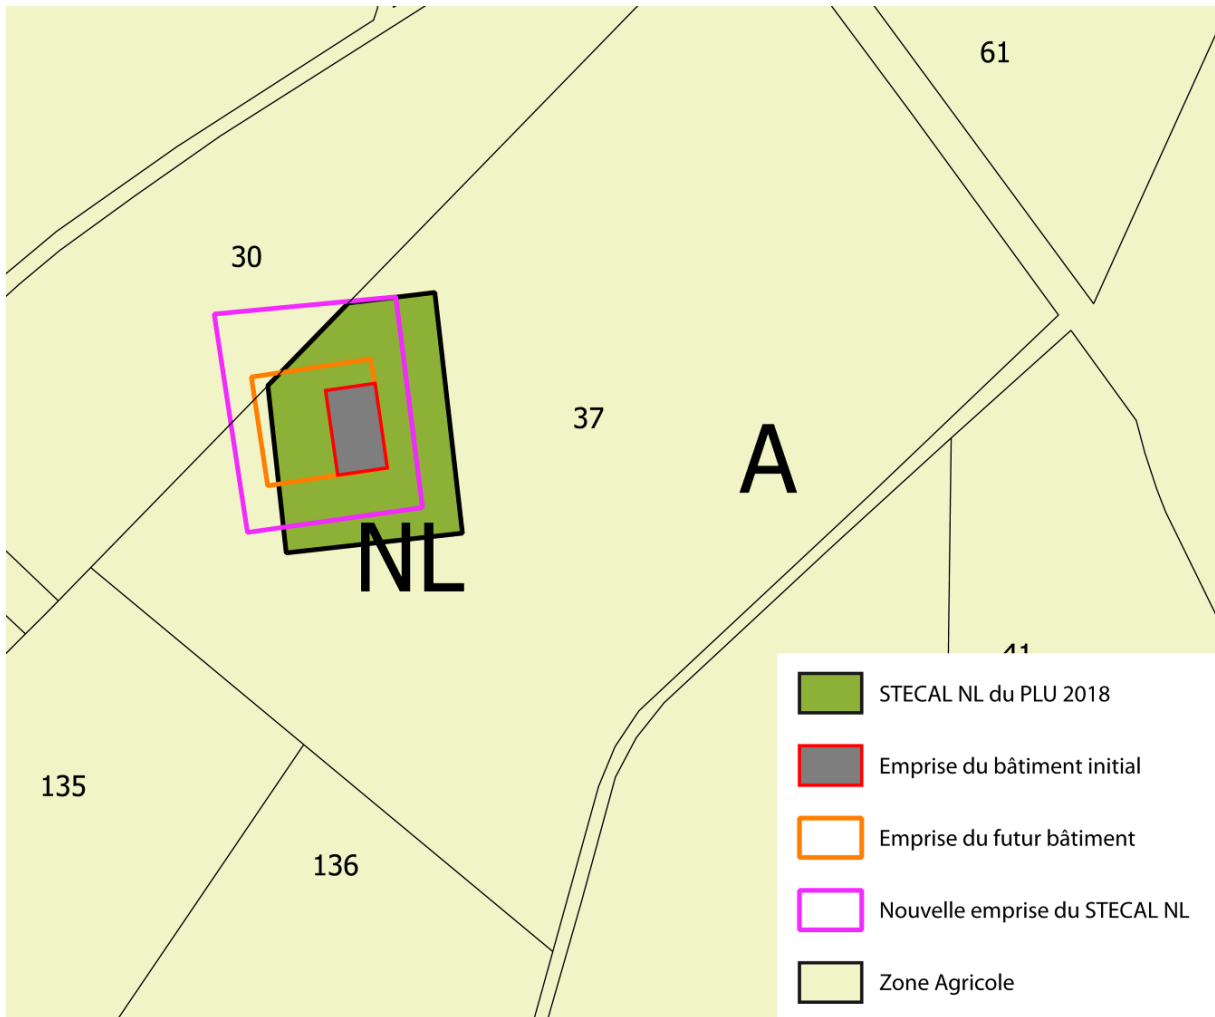 61
30
37
A
NL
41
135
136
STECAL NL du PLU 2018
Emprise du bâtiment initial
Emprise du futur bâtiment
Nouvelle emprise du STECAL NL
Zone Agricole